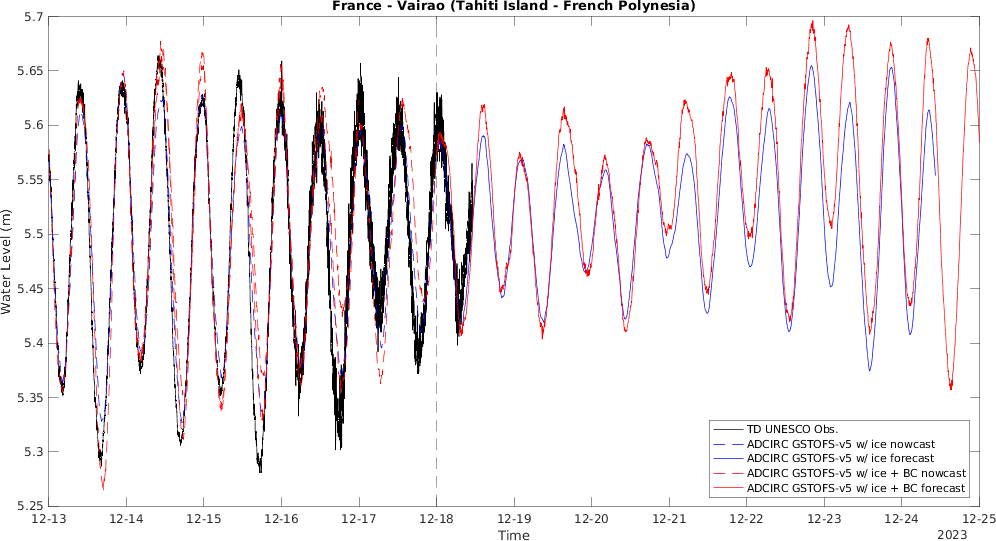 France - Vairao (Tahiti Island - French Polynesia)
5.7
5.65
5.6
5.55
5.5
5.45
5.4
5.35
5.3
5.25
Water Level (m)
TD UNESCO Obs.
ADCIRC GSTOFS-v5 w/ ice nowcast
ADCIRC GSTOFS-v5 w/ ice forecast
ADCIRC GSTOFS-v5 w/ ice + BC nowcast
ADCIRC GSTOFS-v5 w/ ice + BC forecast
12-13 12-14 12-15 12-16 12-17 12-18 12-19 12-20 12-21 12-22 12-23 12-24 12-25
Time
2023